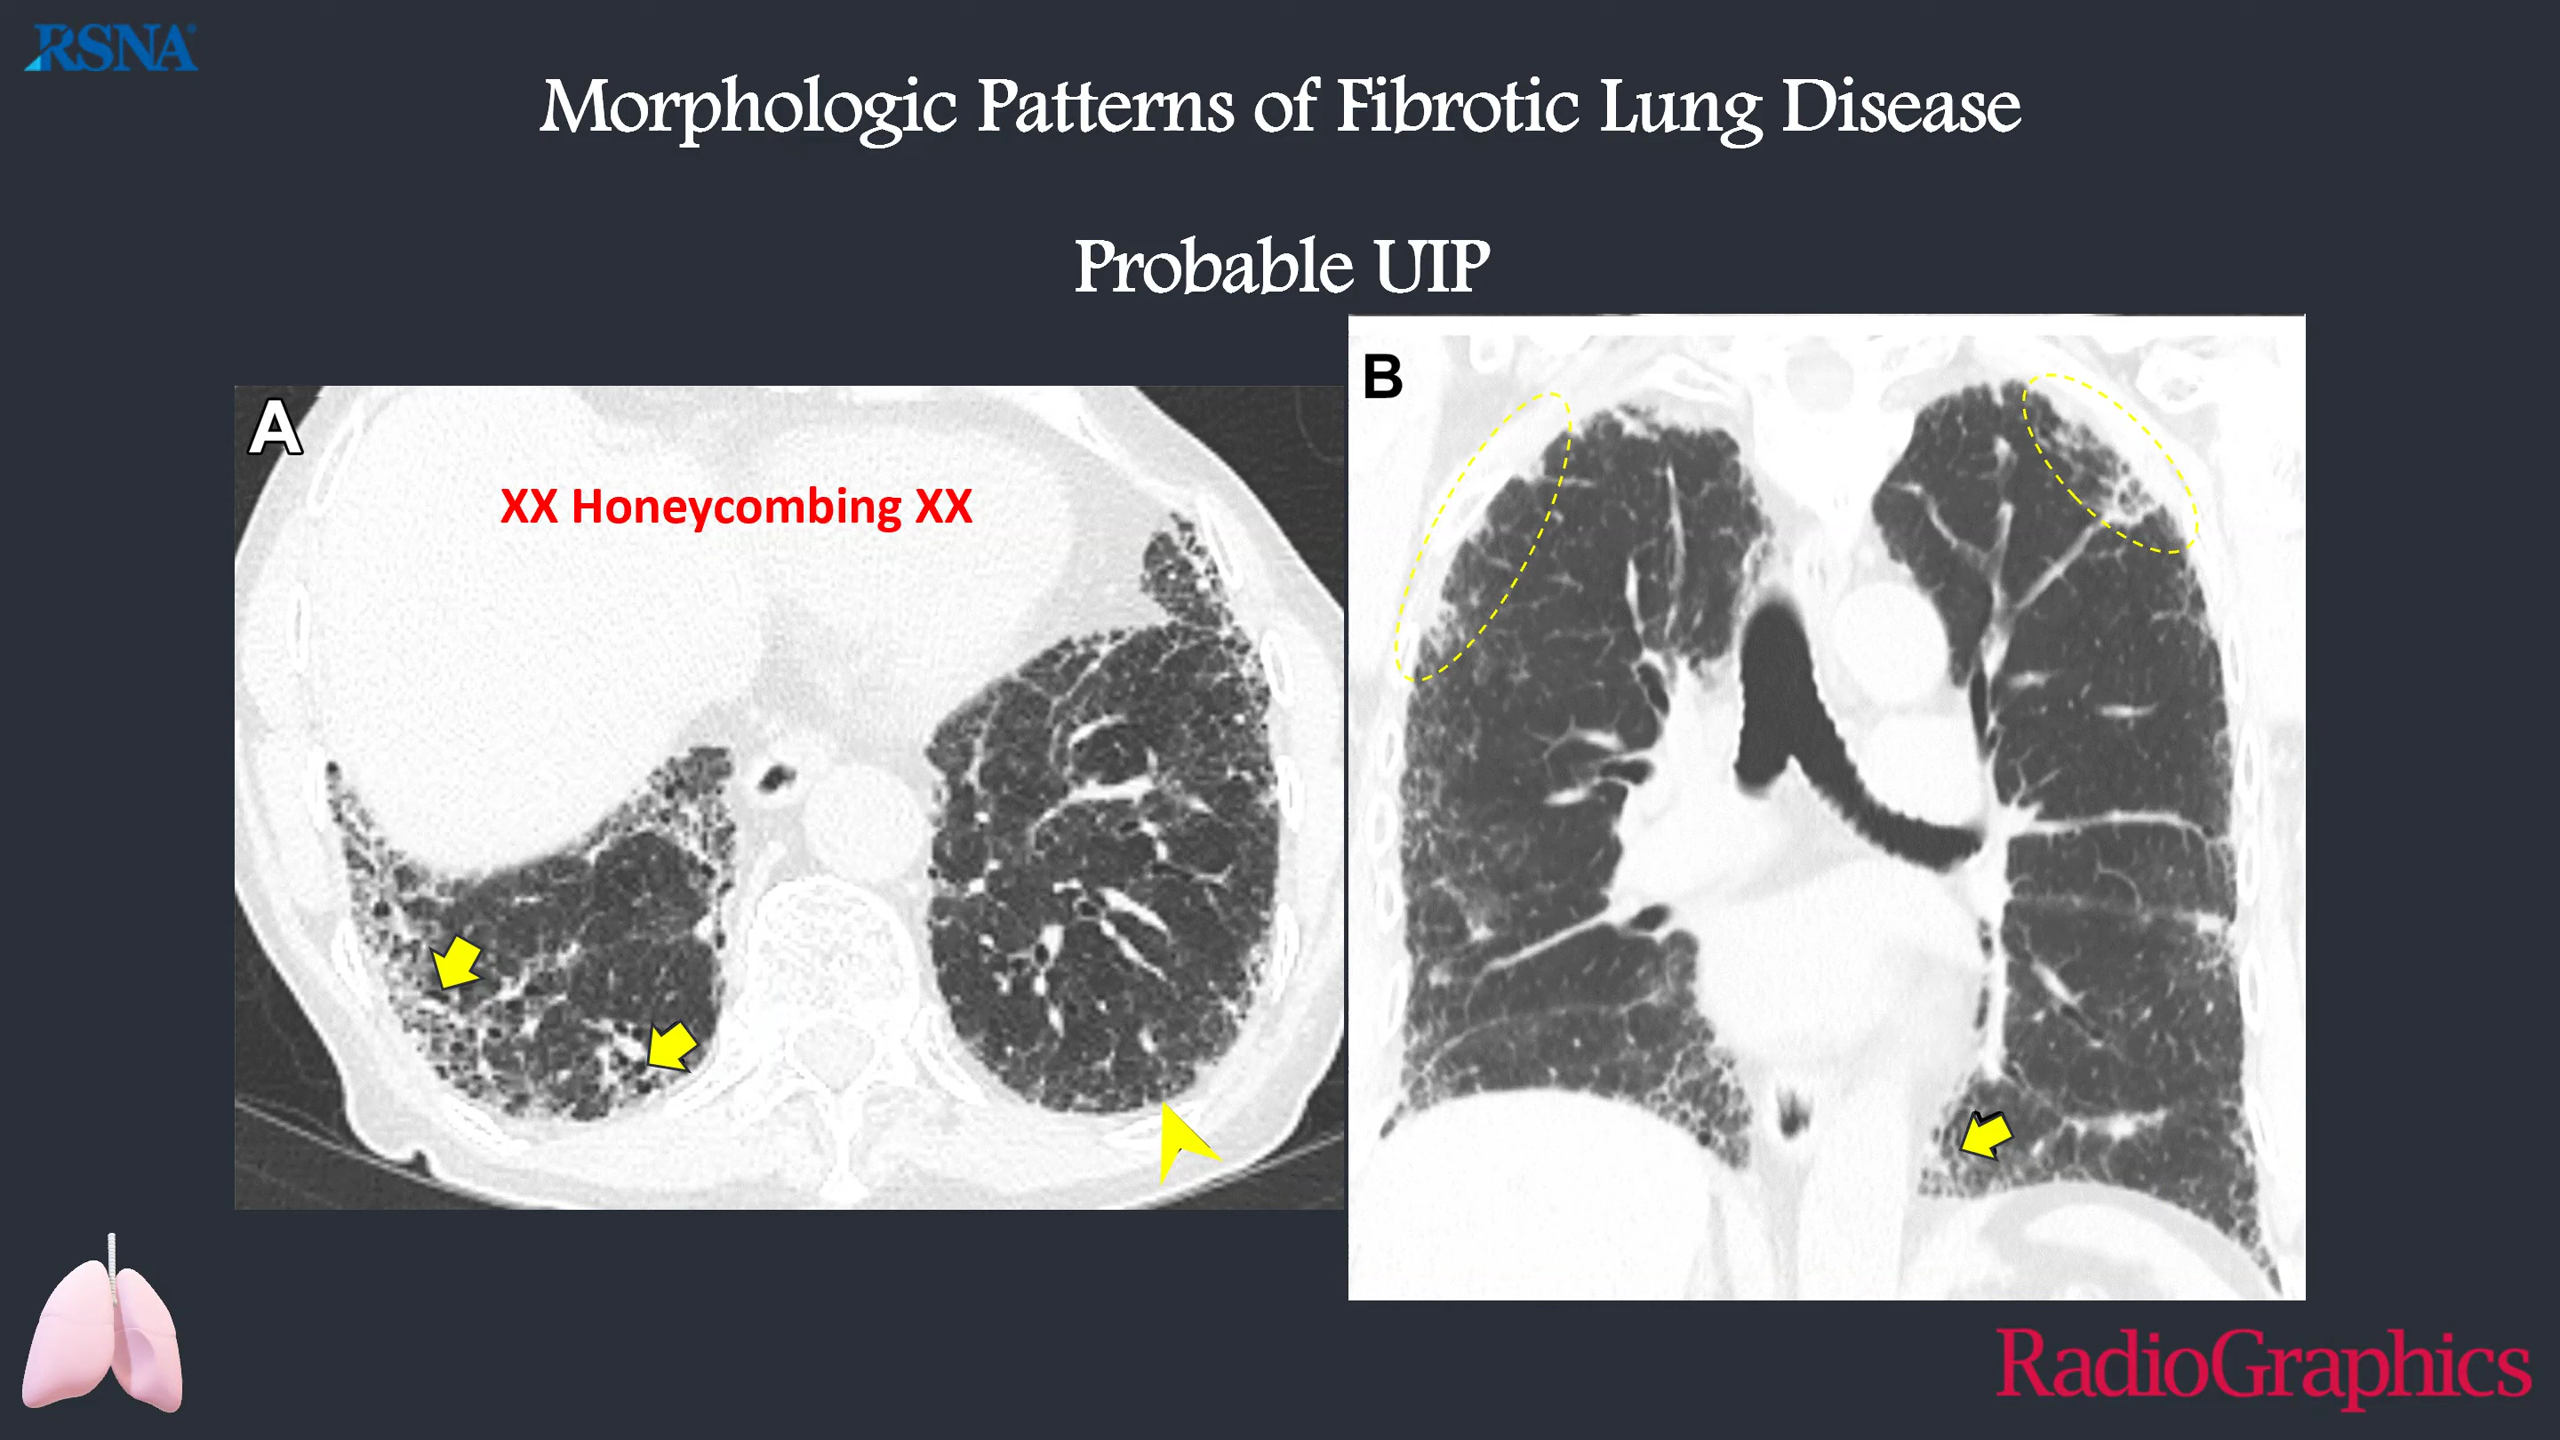 RSNA
Morphologic Patterns of Fibrotic Lung Disease
Probable UIP
A
XX Honeycombing XX
B
RadioGraphics